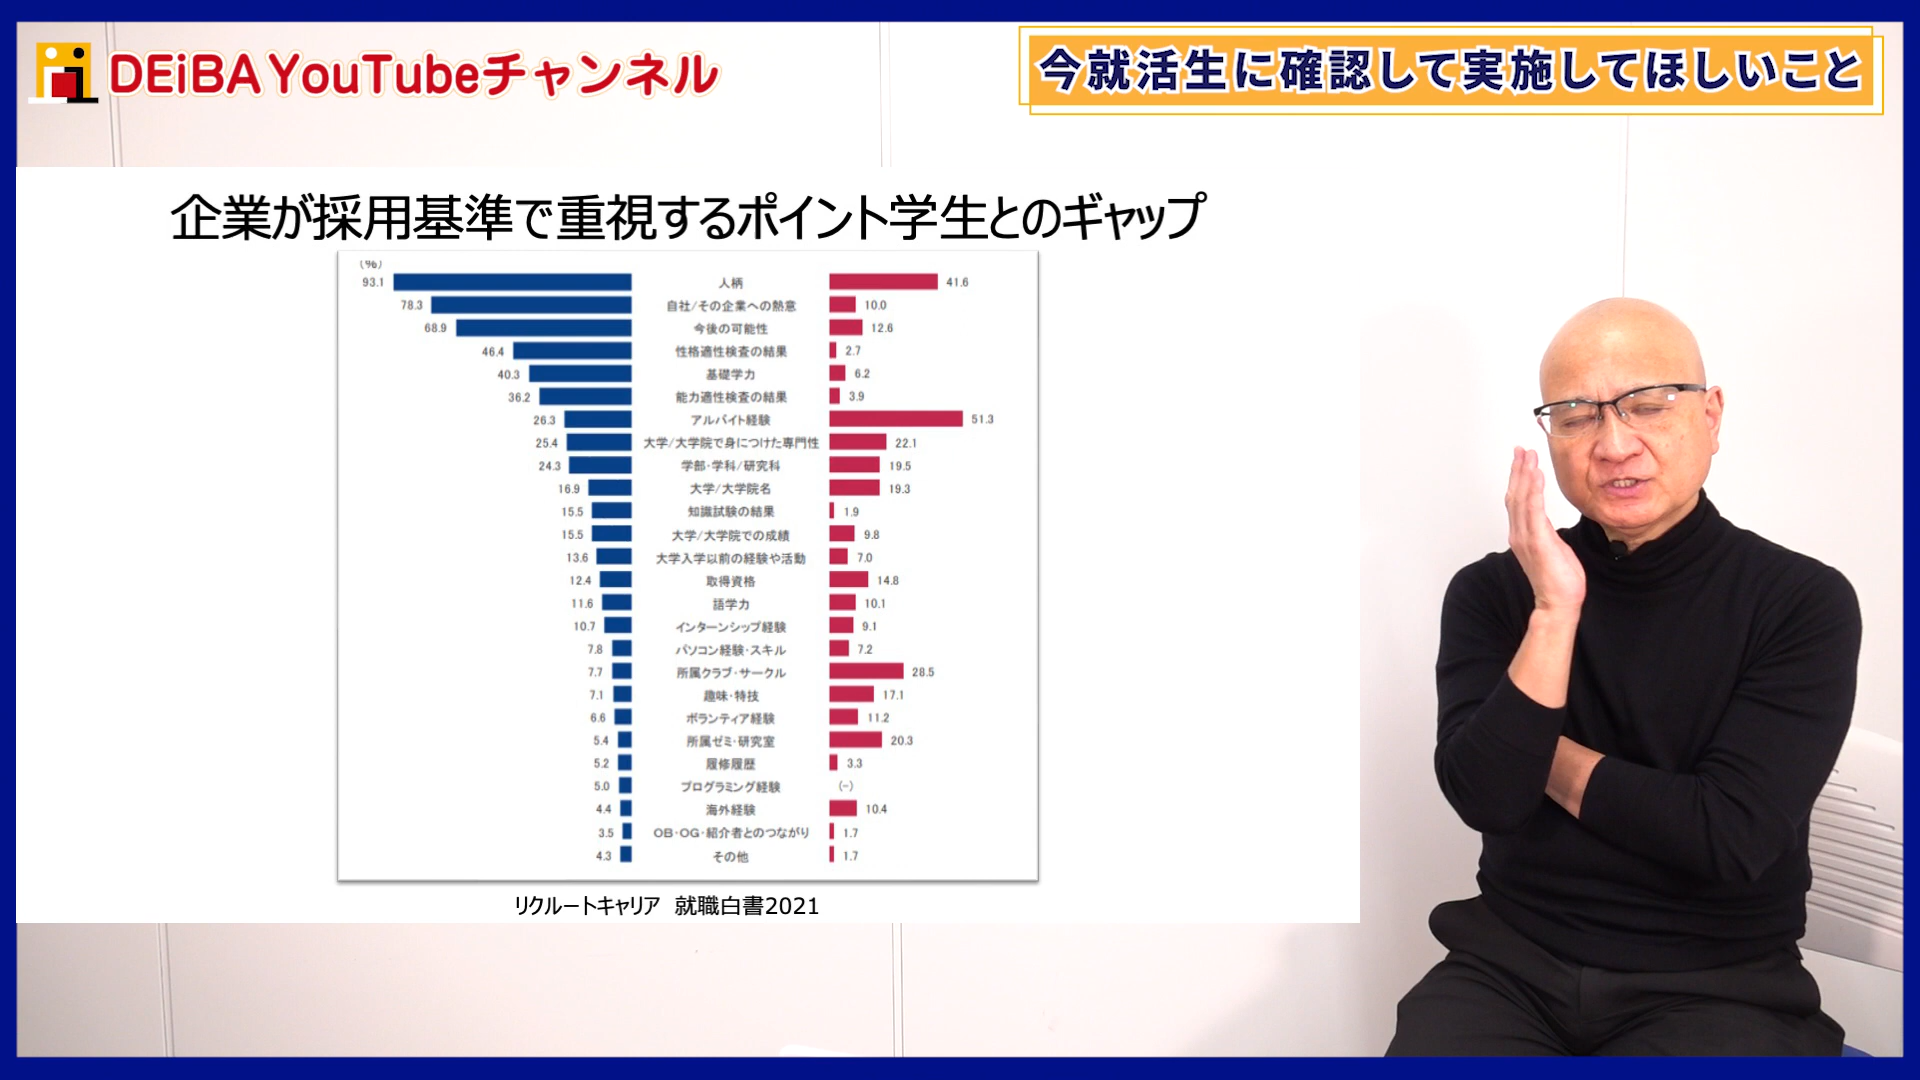 DEiBA YouTubeチャンネル
今就活生に確認して実施してほしいこと
企業が採用基準で重視するポイント学生とのギャップ
(%)
93.1 人柄 41.6
78.3 自社/その企業への熱意 10.0
68.9 今後の可能性 12.6
46.4 性格適性検査の結果 2.7
40.3 基礎学力 6.2
36.2 能力適性検査の結果 3.9
26.3 アルバイト経験 51.3
25.4 大学/大学院で身につけた専門性 22.1
24.3 学部・学科/研究科 19.5
16.9 大学/大学院名 19.3
15.5 知識試験の結果 1.9
15.5 大学/大学院での成績 9.8
13.6 大学入学以前の経験や活動 7.0
12.4 取得資格 14.8
11.6 語学力 10.1
10.7 インターンシップ経験 9.1
7.8 パソコン経験・スキル 7.2
7.7 所属クラブ・サークル 28.5
7.1 趣味・特技 17.1
6.6 ボランティア経験 11.2
5.4 所属ゼミ・研究室 20.3
5.2 履修履歴 3.3
5.0 プログラミング経験 (-)
4.4 海外経験 10.4
3.5 OB・OG・紹介者とのつながり 1.7
4.3 その他 1.7
リクルートキャリア 就職白書2021